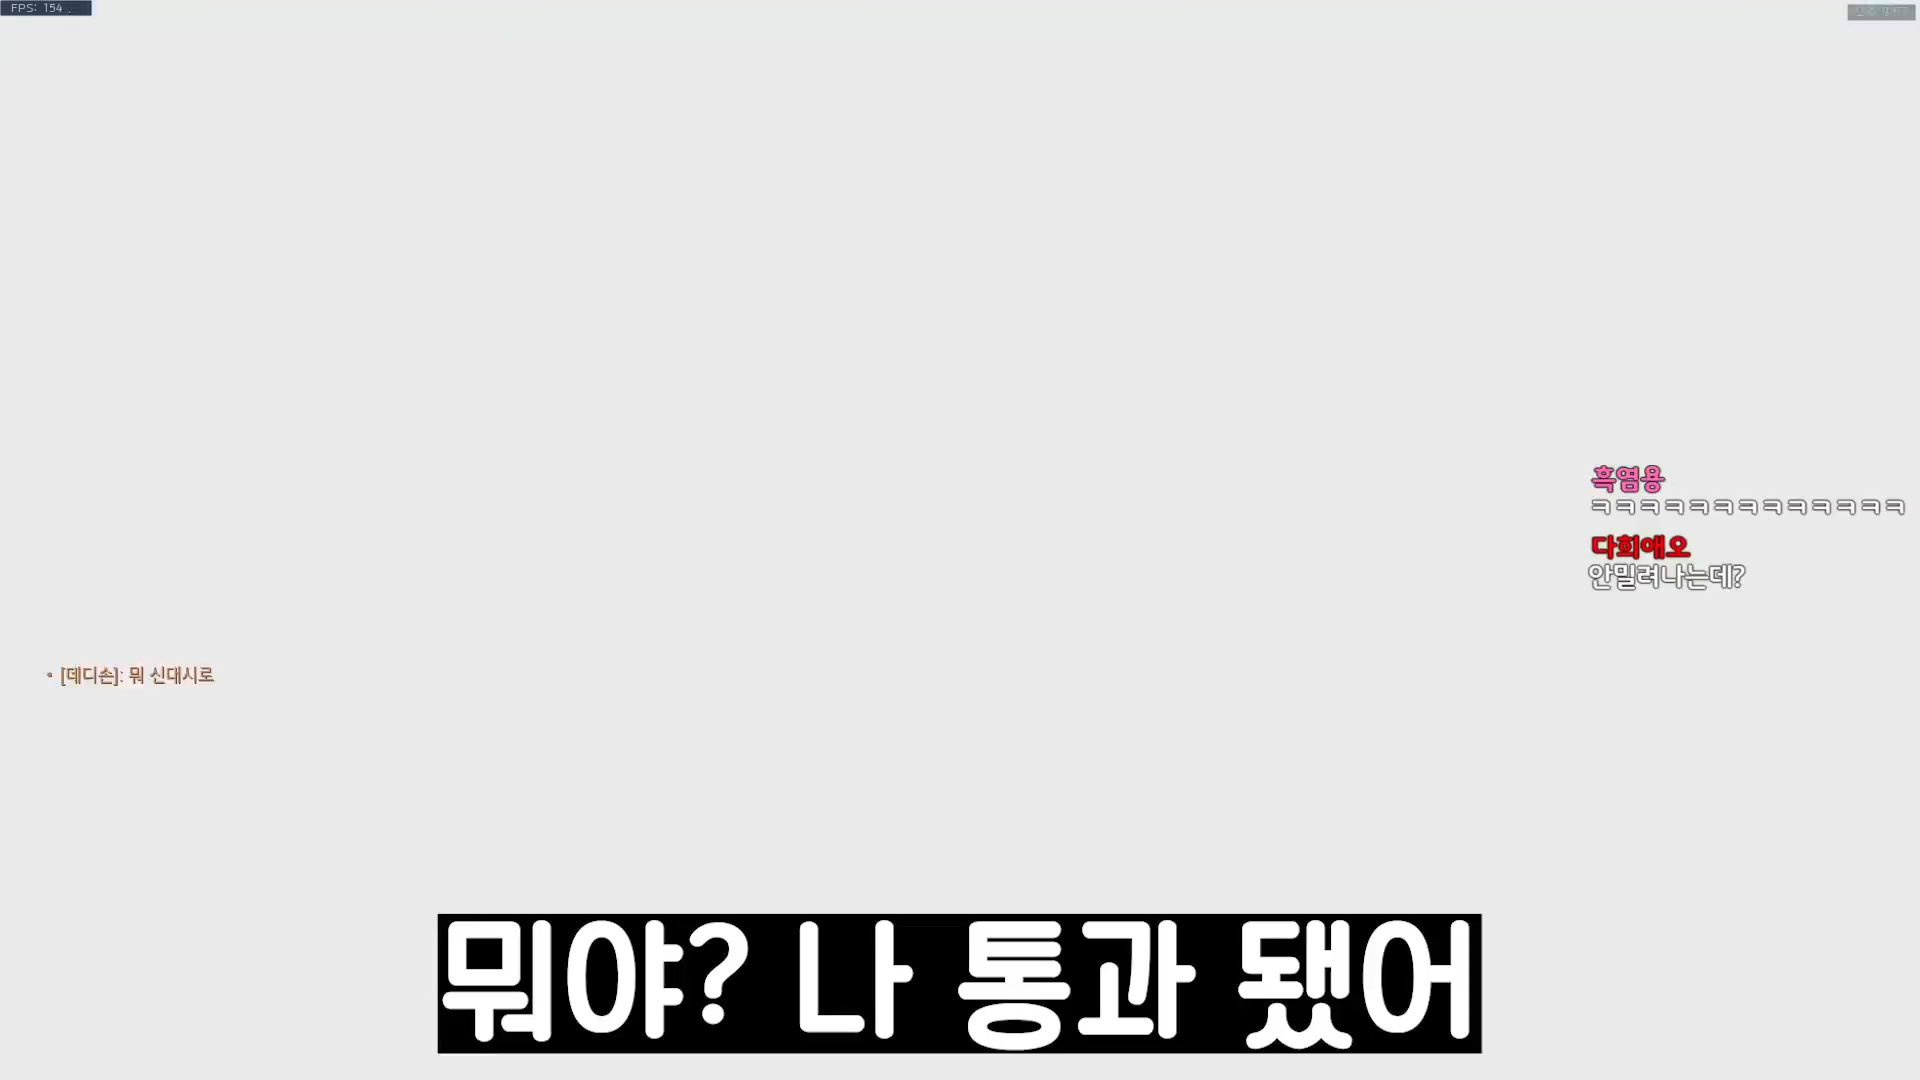 FPS: 154
흑염용
ㅋㅋㅋㅋㅋㅋㅋㅋㅋㅋㅋㅋㅋ
다희애오
안밀려나는데?
• [데디손]: 뭐 신대시로
뭐야? 나 통과 됐어